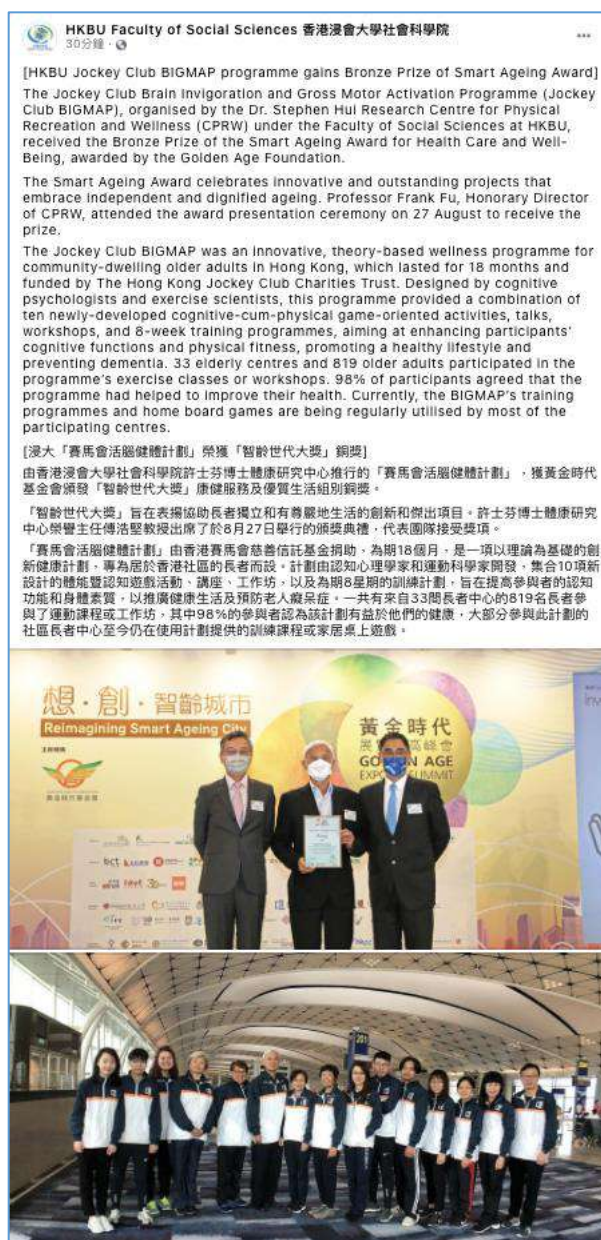 HKBU Faculty of Social Sciences 香港浸會大學社會科學院
30分鐘 ·
[HKBU Jockey Club BIGMAP programme gains Bronze Prize of Smart Ageing Award]
The Jockey Club Brain Invigoration and Gross Motor Activation Programme (Jockey
Club BIGMAP), organised by the Dr. Stephen Hui Research Centre for Physical
Recreation and Wellness (CPRW) under the Faculty of Social Sciences at HKBU,
received the Bronze Prize of the Smart Ageing Award for Health Care and Well-
Being, awarded by the Golden Age Foundation.
The Smart Ageing Award celebrates innovative and outstanding projects that
embrace independent and dignified ageing. Professor Frank Fu, Honorary Director
of CPRW, attended the award presentation ceremony on 27 August to receive the
prize.
The Jockey Club BIGMAP was an innovative, theory-based wellness programme for
community-dwelling older adults in Hong Kong, which lasted for 18 months and
funded by The Hong Kong Jockey Club Charities Trust. Designed by cognitive
psychologists and exercise scientists, this programme provided a combination of
ten newly-developed cognitive-cum-physical game-oriented activities, talks,
workshops, and 8-week training programmes, aiming at enhancing participants'
cognitive functions and physical fitness, promoting a healthy lifestyle and
preventing dementia. 33 elderly centres and 819 older adults participated in the
programme's exercise classes or workshops. 98% of participants agreed that the
programme had helped to improve their health. Currently, the BIGMAP's training
programmes and home board games are being regularly utilised by most of the
participating centres.
[浸大「賽馬會活腦健體計劃」榮獲「智齡世代大獎」銅獎]
由香港浸會大學社會科學院許士芬博士體康研究中心推行的「賽馬會活腦健體計劃」，獲黃金時代
基金會頒發「智齡世代大獎」康健服務及優質生活組別銅獎。
「智齡世代大獎」旨在表揚協助長者獨立和有尊嚴地生活的創新和傑出項目。許士芬博士體康研究
中心榮譽主任傅浩堅教授出席了於8月27日舉行的頒獎典禮，代表團隊接受獎項。
「賽馬會活腦健體計劃」由香港賽馬會慈善信託基金捐助，為期18個月，是一項以理論為基礎的創
新健康計劃，專為居於香港社區的長者而設。計劃由認知心理學家和運動科學家開發，集合10項新
設計的體能暨認知遊戲活動、講座、工作坊，以及為期8星期的訓練計劃，旨在提高參與者的認知
功能和身體素質，以推廣健康生活及預防老人癡呆症。一共有來自33間長者中心的819名長者參
與了運動課程或工作坊，其中98%的參與者認為該計劃有益於他們的健康，大部分參與此計劃的
社區長者中心至今仍在使用計劃提供的訓練課程或家居桌上遊戲。
想·創·智齡城市
Reimagining Smart Ageing City
黃金時代
GOLDEN AGE
SUMMIT
bct
201